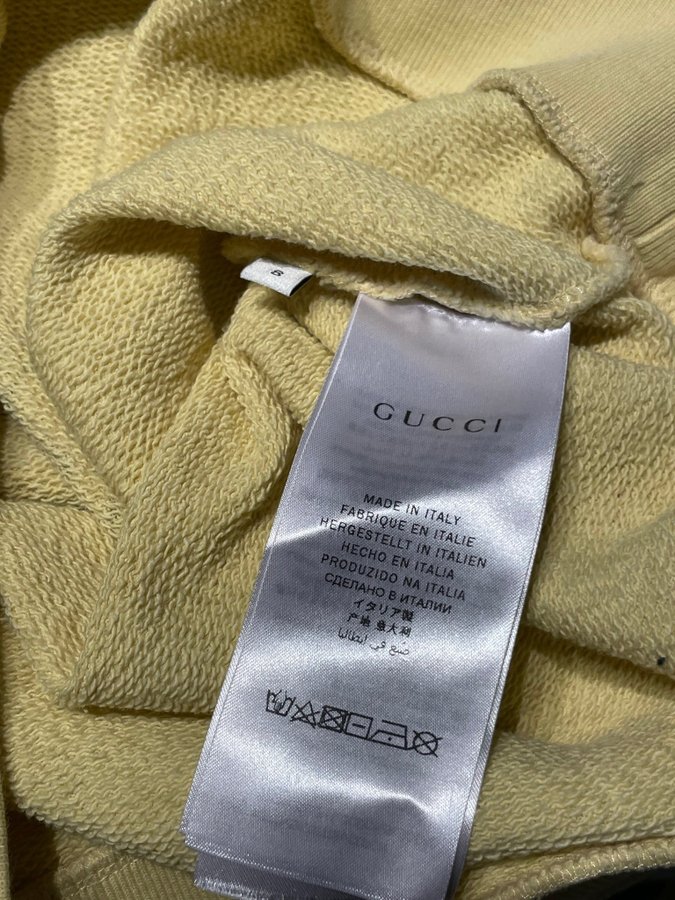 GUCCI
MADE IN ITALY
FABRIQUE EN ITALIE
HERGESTELLT IN ITALIEN
HECHO EN ITALIA
PRODUZIDO NA ITALIA
СДЕЛАНО В ИТАЛИИ
イタリア製
产地 意大利
صنع في إيطاليا